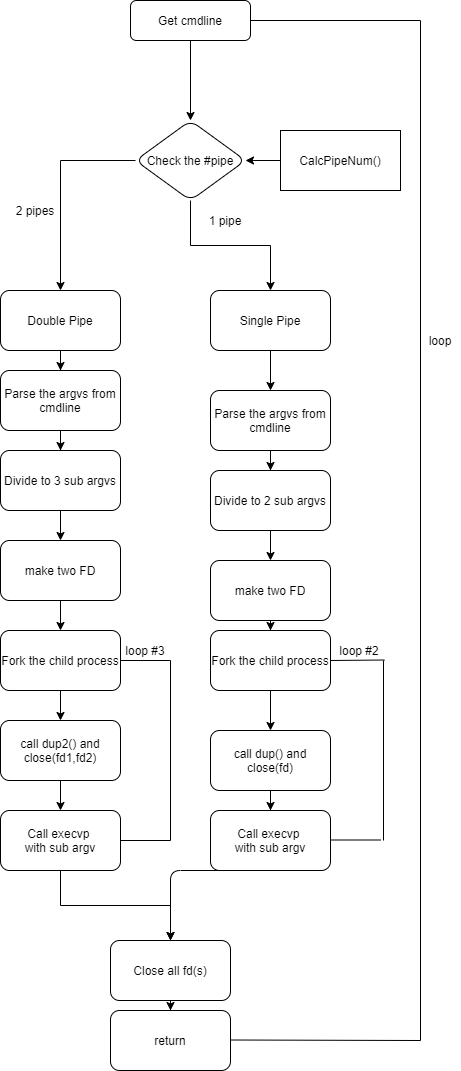 Get cmdline
Check the #pipe
CalcPipeNum()
2 pipes
1 pipe
Double Pipe
Single Pipe
loop
Parse the argvs from
cmdline
Parse the argvs from
cmdline
Divide to 3 sub argvs
Divide to 2 sub argvs
make two FD
make two FD
loop #3
loop #2
Fork the child process
Fork the child process
call dup2() and
close(fd1,fd2)
call dup() and
close(fd)
Call execvp
with sub argv
Call execvp
with sub argv
Close all fd(s)
return